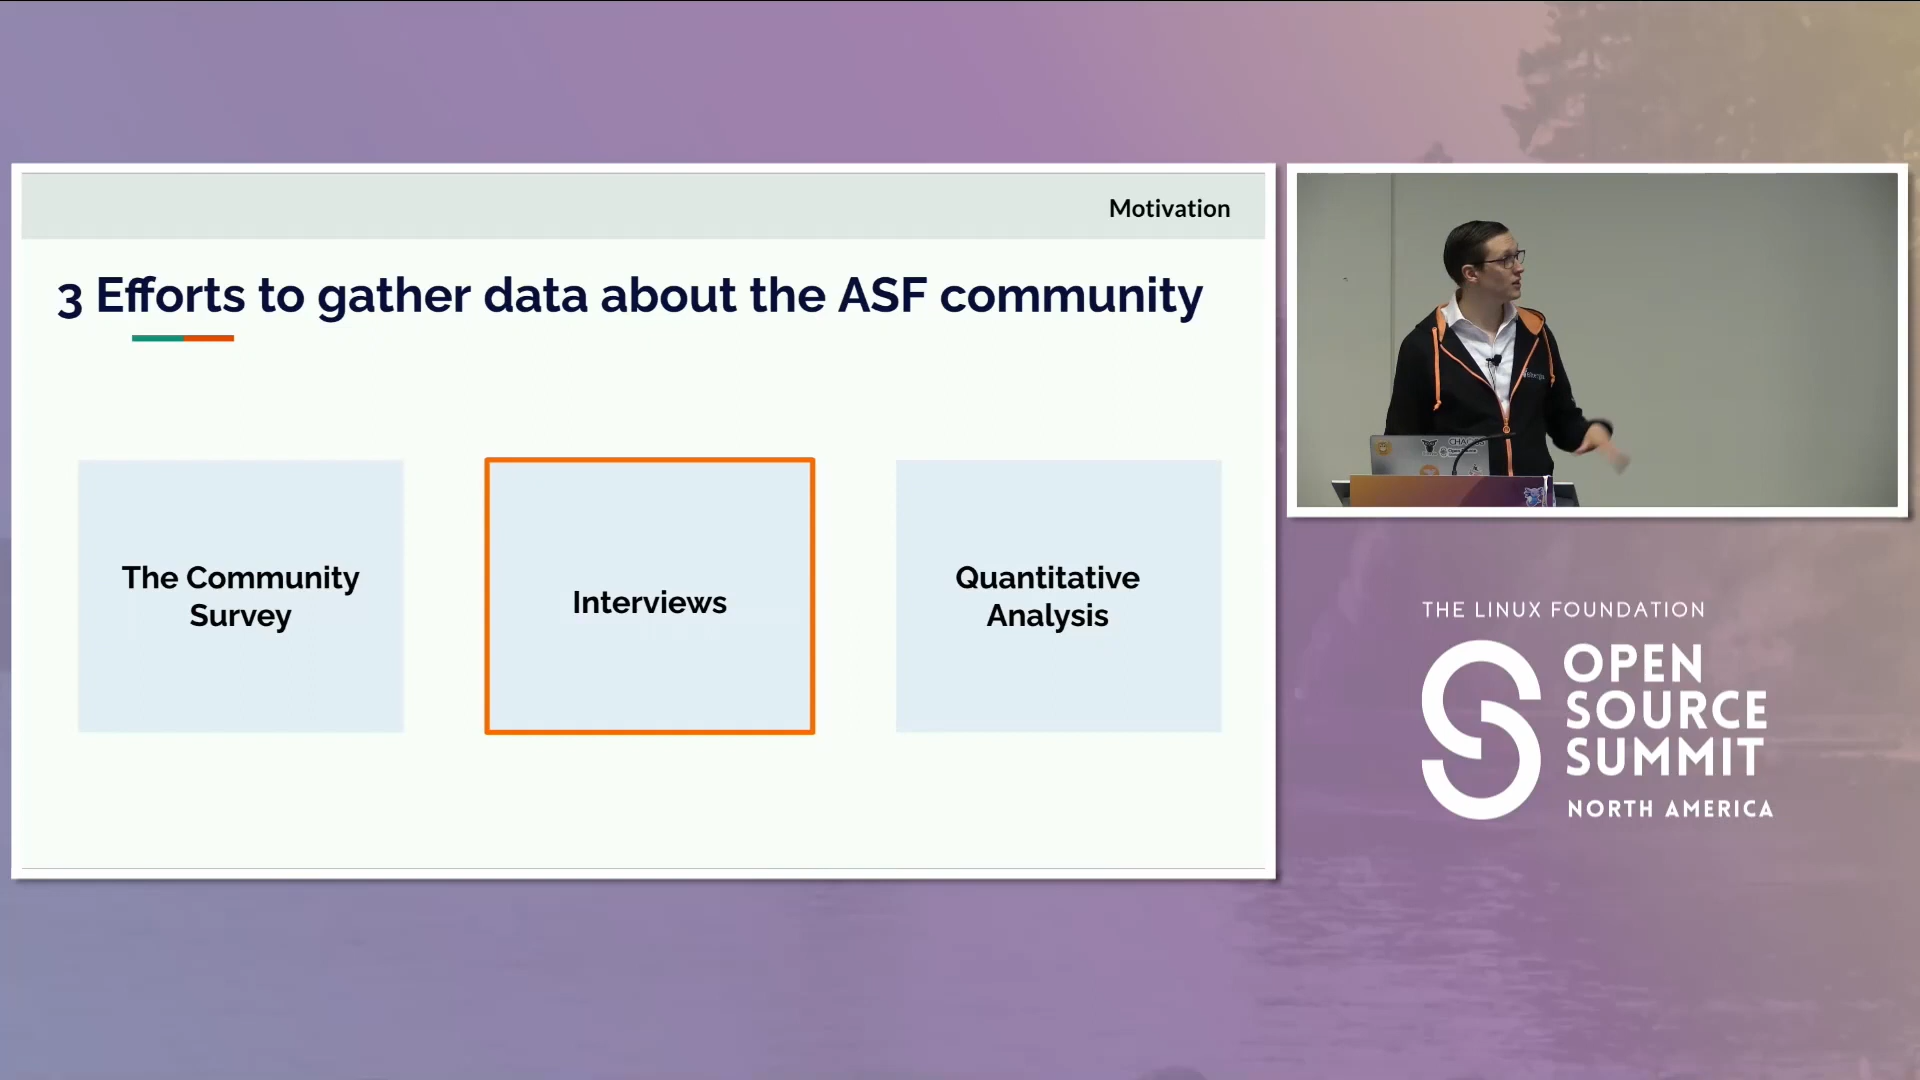 Motivation
3 Efforts to gather data about the ASF community
The Community
Survey
Interviews
Quantitative
Analysis
THE LINUX FOUNDATION
OPEN
SOURCE
SUMMIT
NORTH AMERICA